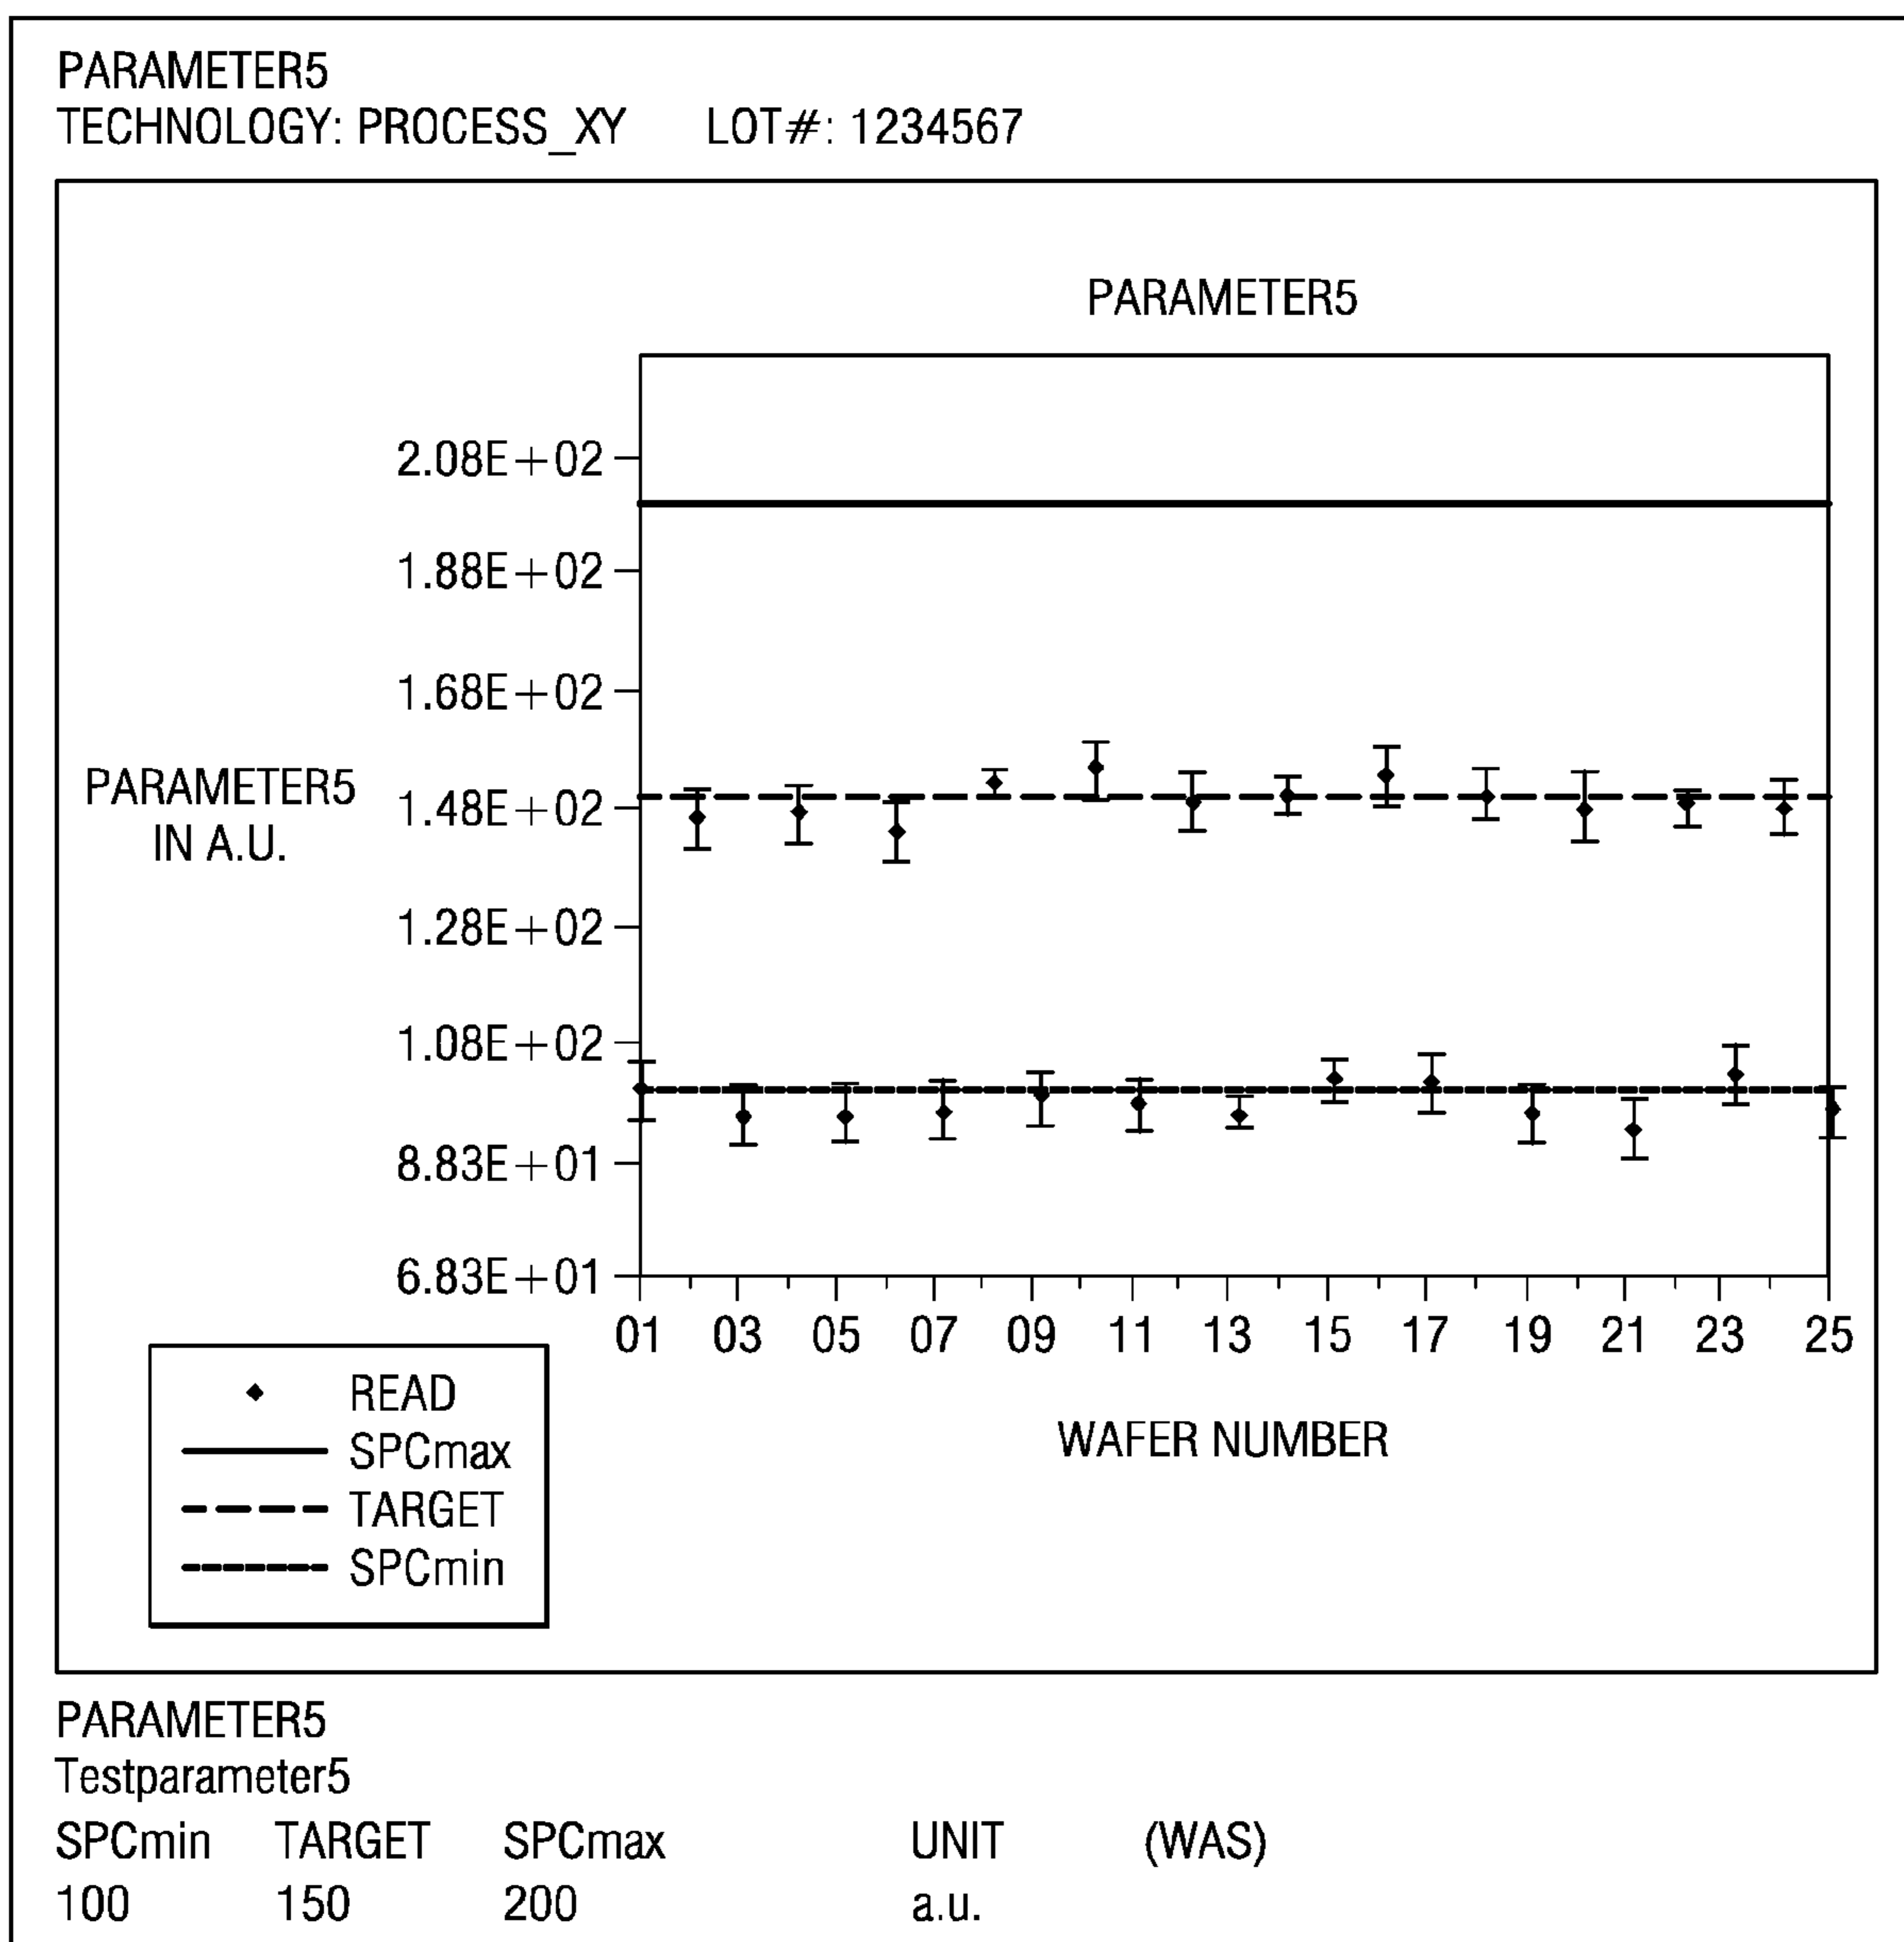 PARAMETER5
TECHNOLOGY: PROCESS_XY LOT#: 1234567
PARAMETER5
2.08E+02
1.88E+02
1.68E+02
PARAMETER5
IN A.U.
1.48E+02
1.28E+02
1.08E+02
8.83E+01
6.83E+01
01 03 05 07 09 11 13 15 17 19 21 23 25
WAFER NUMBER
READ
SPCmax
TARGET
SPCmin
PARAMETER5
Testparameter5
SPCmin TARGET SPCmax UNIT (WAS)
100 150 200 a.u.